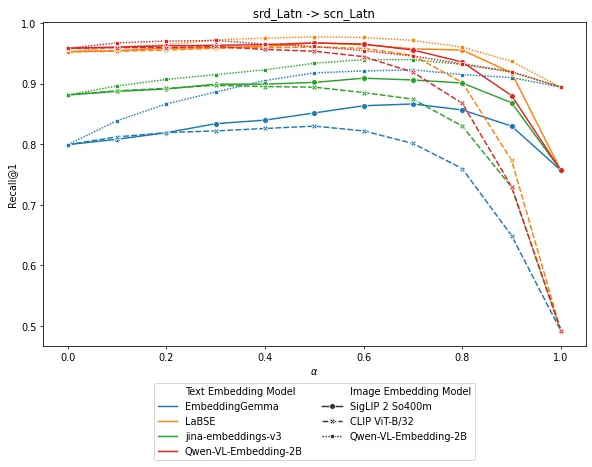 srd_Latn -> scn_Latn
1.0
0.9
0.8
0.7
0.6
0.5
Recall@1
0.0 0.2 0.4 0.6 0.8 1.0
α
Text Embedding Model
EmbeddingGemma
LaBSE
jina-embeddings-v3
Qwen-VL-Embedding-2B
Image Embedding Model
SigLIP 2 So400m
CLIP ViT-B/32
Qwen-VL-Embedding-2B